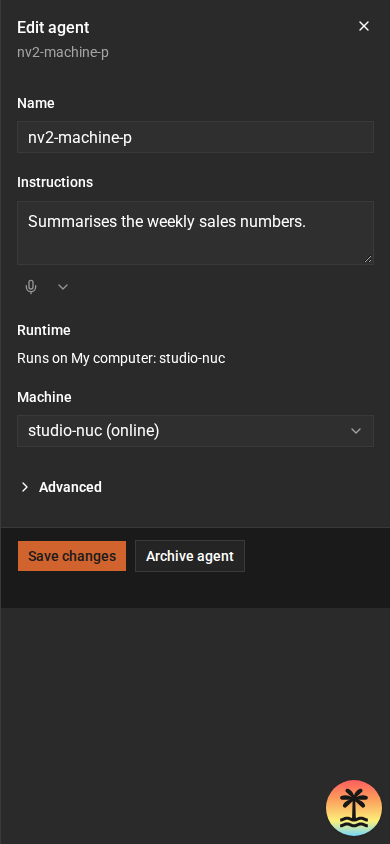 Edit agent
nv2-machine-p
Name
nv2-machine-p
Instructions
Summarises the weekly sales numbers.
Runtime
Runs on My computer: studio-nuc
Machine
studio-nuc (online)
Advanced
Save changes
Archive agent